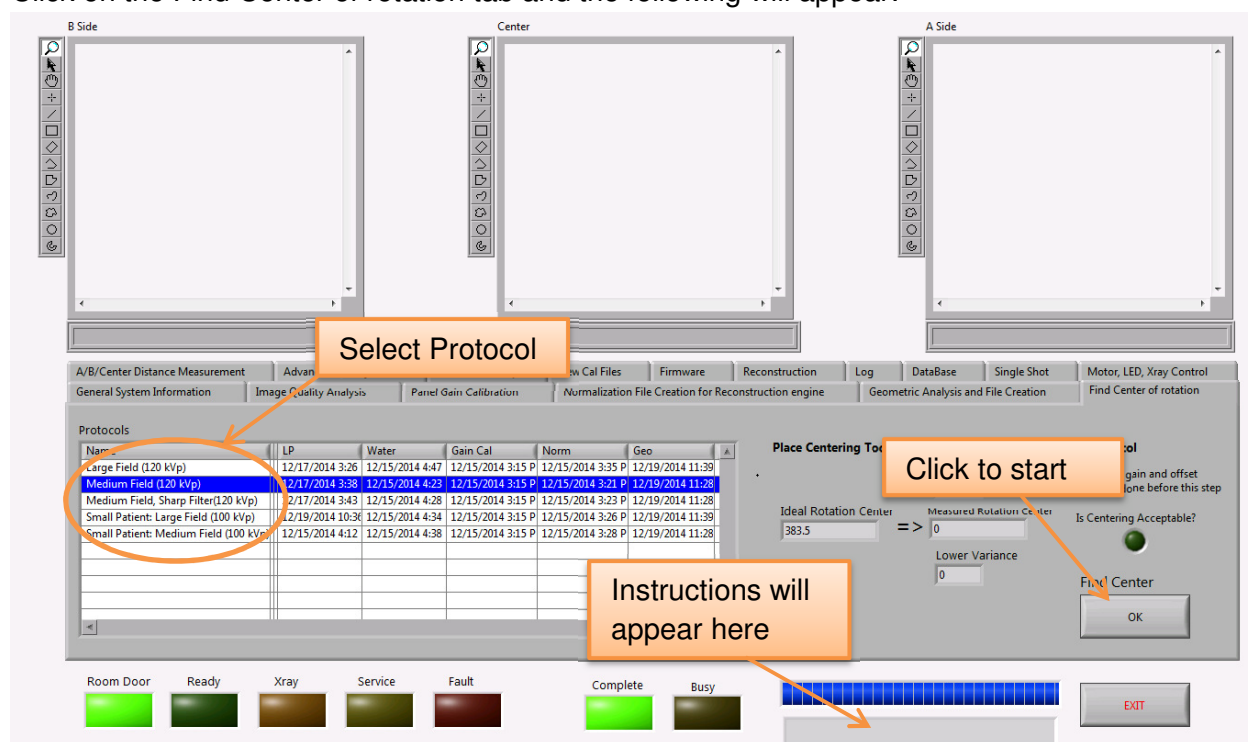 Click on the Find Center of rotation tab and the following will appear:
B Side
Center
A Side
Select Protocol
A/B/Center Distance Measurement
Firmware
Reconstruction
Log
DataBase
Single Shot
Motor, LED, Xray Control
General System Information
Image Quality Analysis
Panel Gain Calibration
Normalization File Creation for Reconstruction engine
Geometric Analysis and File Creation
Find Center of rotation
Protocols
Name LP Water Gain Cal Norm Geo
Large Field (120 kVp) 12/17/2014 3:26 12/15/2014 4:47 12/15/2014 3:15 P 12/15/2014 3:35 P 12/19/2014 11:39
Medium Field (120 kVp) 12/17/2014 3:38 12/15/2014 4:23 12/15/2014 3:15 P 12/15/2014 3:21 P 12/19/2014 11:28
Medium Field, Sharp Filter(120 kVp) 12/17/2014 3:43 12/15/2014 4:28 12/15/2014 3:15 P 12/15/2014 3:23 P 12/19/2014 11:28
Small Patient: Large Field (100 kVp) 12/19/2014 10:36 12/15/2014 4:34 12/15/2014 3:15 P 12/15/2014 3:26 P 12/19/2014 11:39
Small Patient: Medium Field (100 kVp) 12/15/2014 4:12 12/15/2014 4:38 12/15/2014 3:15 P 12/15/2014 3:28 P 12/19/2014 11:28
Place Centering
Click to start
gain and offset
done before this step
Ideal Rotation Center
383.5
=>
Measured Rotation Center
0
Is Centering Acceptable?
Lower Variance
0
Find Center
OK
Instructions will
appear here
Room Door
Ready
Xray
Service
Fault
Complete
Busy
EXIT